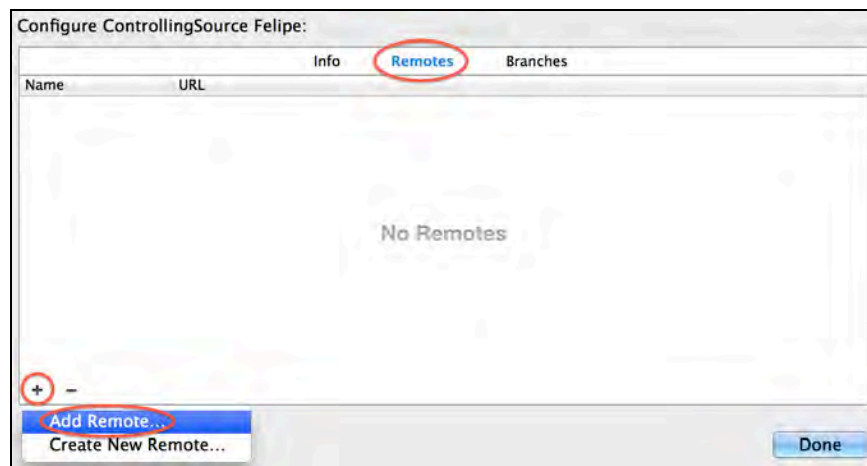 Configure ControllingSource Felipe:
Info Remotes Branches
Name URL
No Remotes
+ -
Add Remote...
Create New Remote...
Done